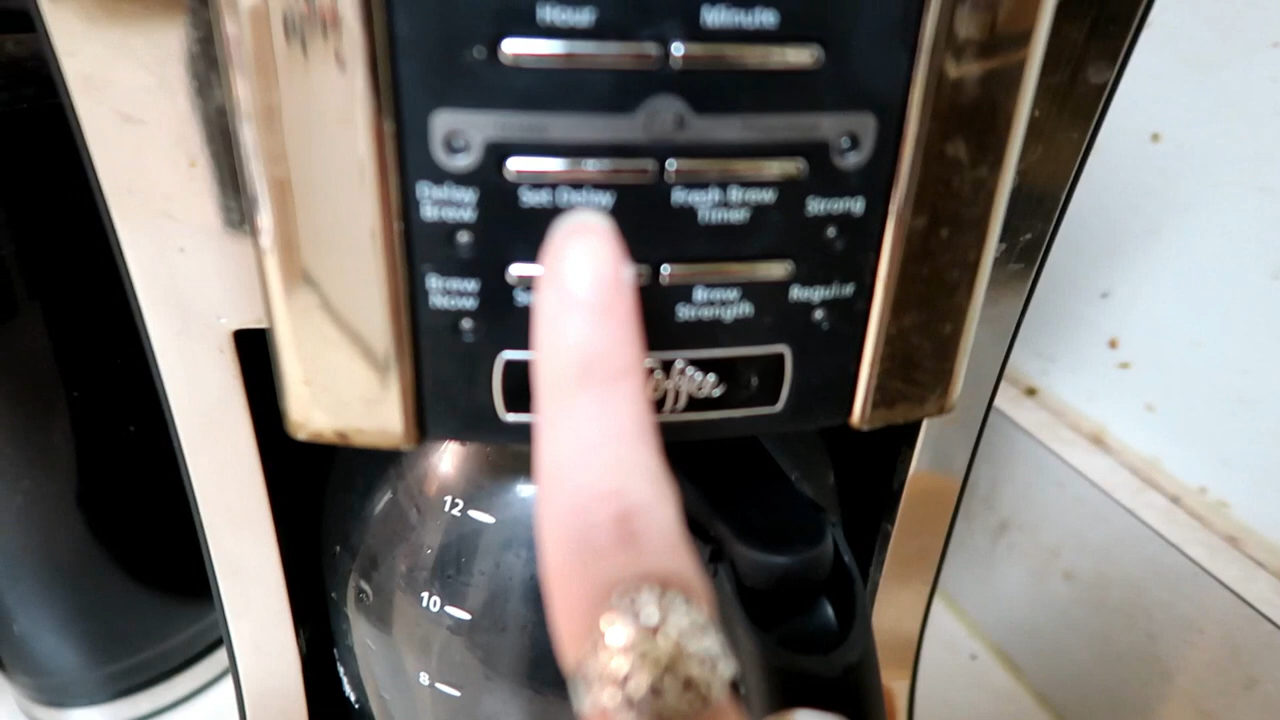 Hour
Minute
Delay
Brew
Set Delay
Fresh Brew
Timer
Strong
Brew
Now
Brew
Strength
Regular
12
10
8